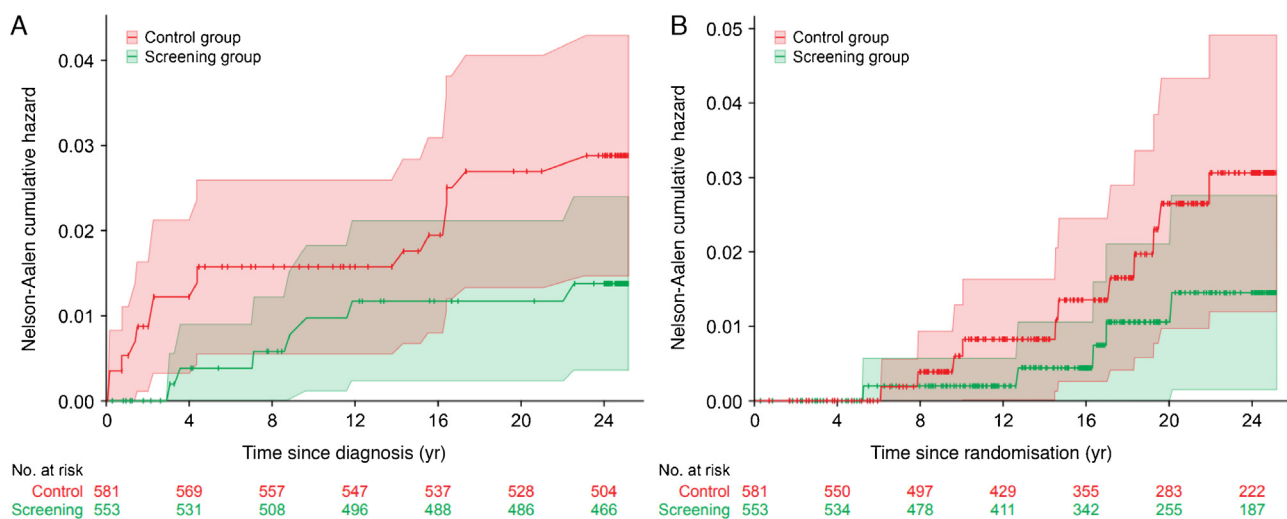 A
Control group
Screening group
Nelson-Aalen cumulative hazard
0.04
0.03
0.02
0.01
0.00
0 4 8 12 16 20 24
Time since diagnosis (yr)
No. at risk
Control 581 569 557 547 537 528 504
Screening 553 531 508 496 488 486 466
B
Control group
Screening group
Nelson-Aalen cumulative hazard
0.05
0.04
0.03
0.02
0.01
0.00
0 4 8 12 16 20 24
Time since randomisation (yr)
No. at risk
Control 581 550 497 429 355 283 222
Screening 553 534 478 411 342 255 187